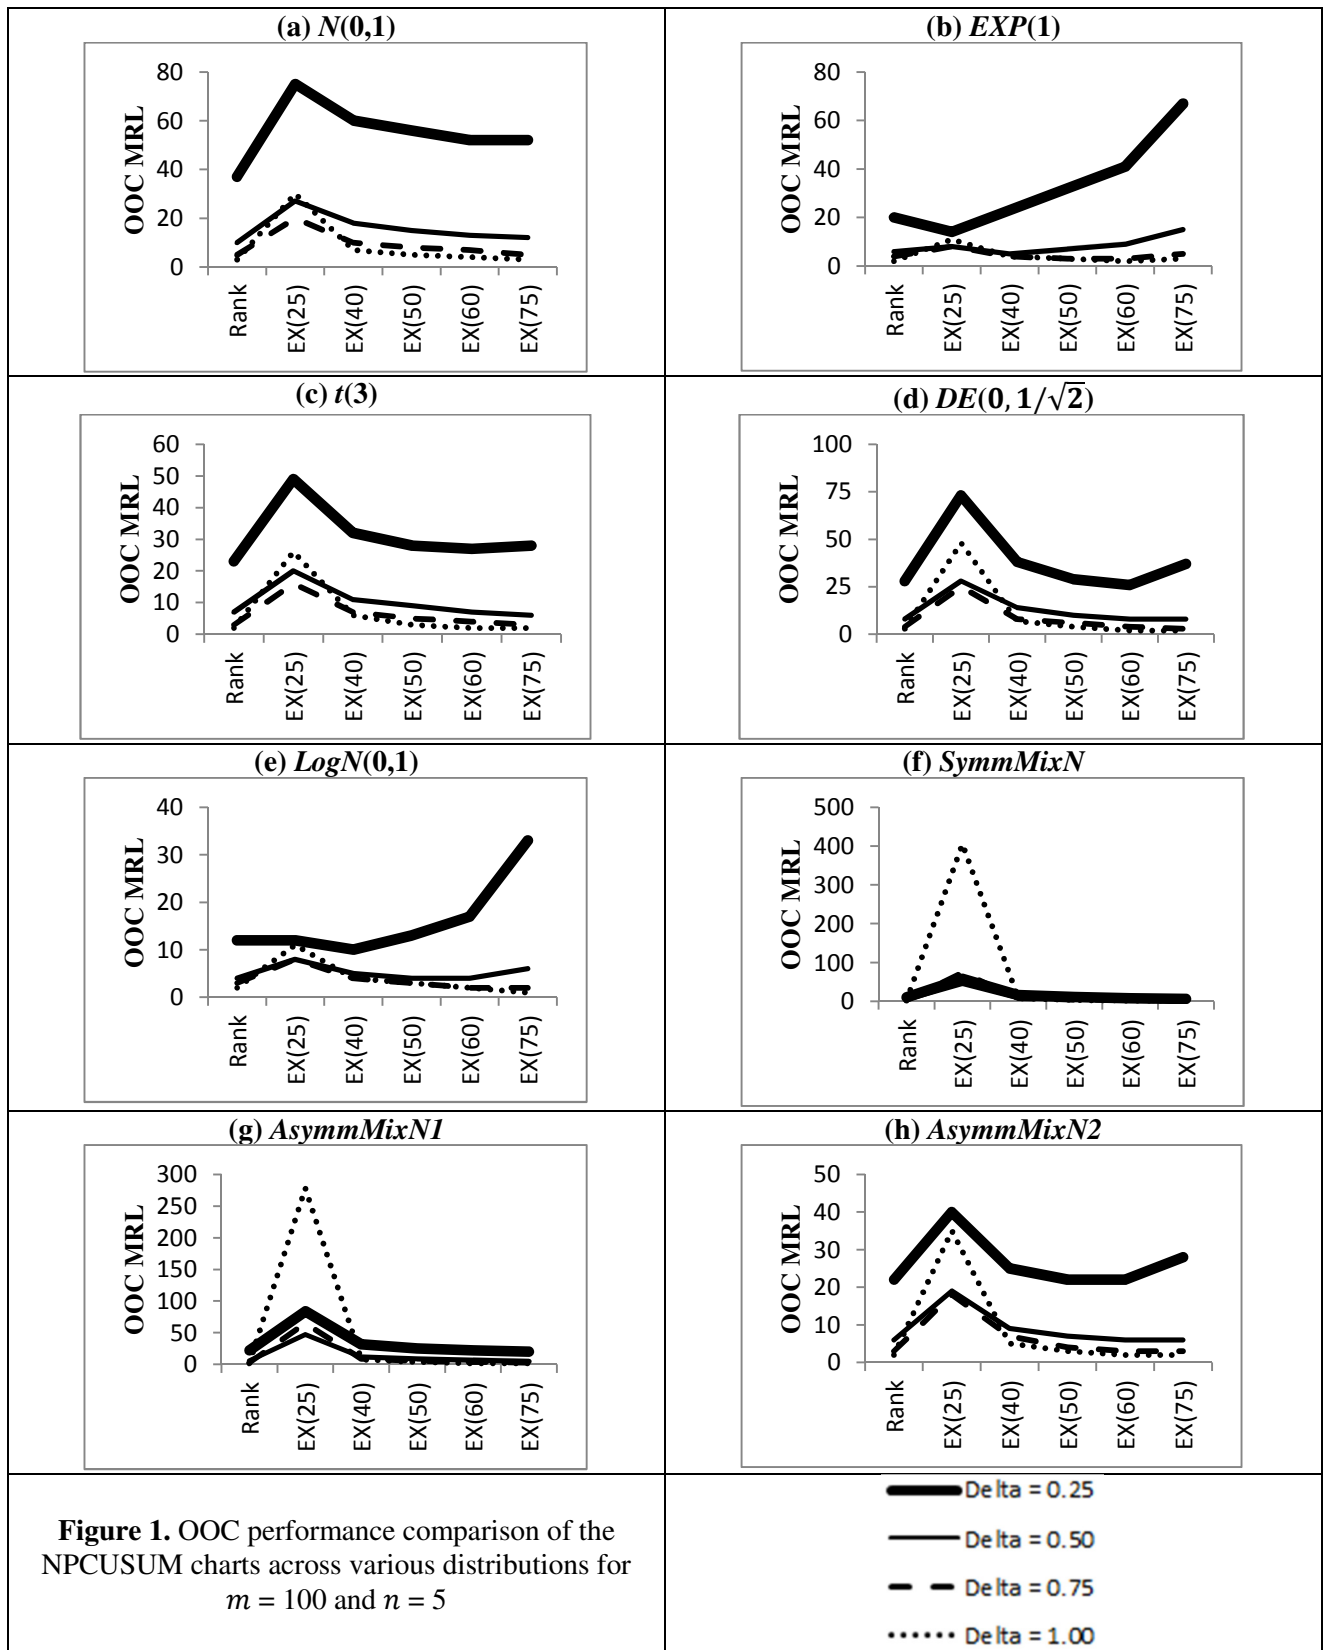 (a) N(0,1)
OOC MRL
80
60
40
20
0
Rank
EX(25)
EX(40)
EX(50)
EX(60)
EX(75)
(b) EXP(1)
OOC MRL
80
60
40
20
0
Rank
EX(25)
EX(40)
EX(50)
EX(60)
EX(75)
(c) t(3)
OOC MRL
60
50
40
30
20
10
0
Rank
EX(25)
EX(40)
EX(50)
EX(60)
EX(75)
(d) DE(0, 1/√2)
OOC MRL
100
75
50
25
0
Rank
EX(25)
EX(40)
EX(50)
EX(60)
EX(75)
(e) LogN(0,1)
OOC MRL
40
30
20
10
0
Rank
EX(25)
EX(40)
EX(50)
EX(60)
EX(75)
(f) SymmMixN
OOC MRL
500
400
300
200
100
0
Rank
EX(25)
EX(40)
EX(50)
EX(60)
EX(75)
(g) AsymmMixN1
OOC MRL
300
250
200
150
100
50
0
Rank
EX(25)
EX(40)
EX(50)
EX(60)
EX(75)
(h) AsymmMixN2
OOC MRL
50
40
30
20
10
0
Rank
EX(25)
EX(40)
EX(50)
EX(60)
EX(75)
Figure 1. OOC performance comparison of the
NPCUSUM charts across various distributions for
m = 100 and n = 5
Delta = 0.25
Delta = 0.50
Delta = 0.75
Delta = 1.00